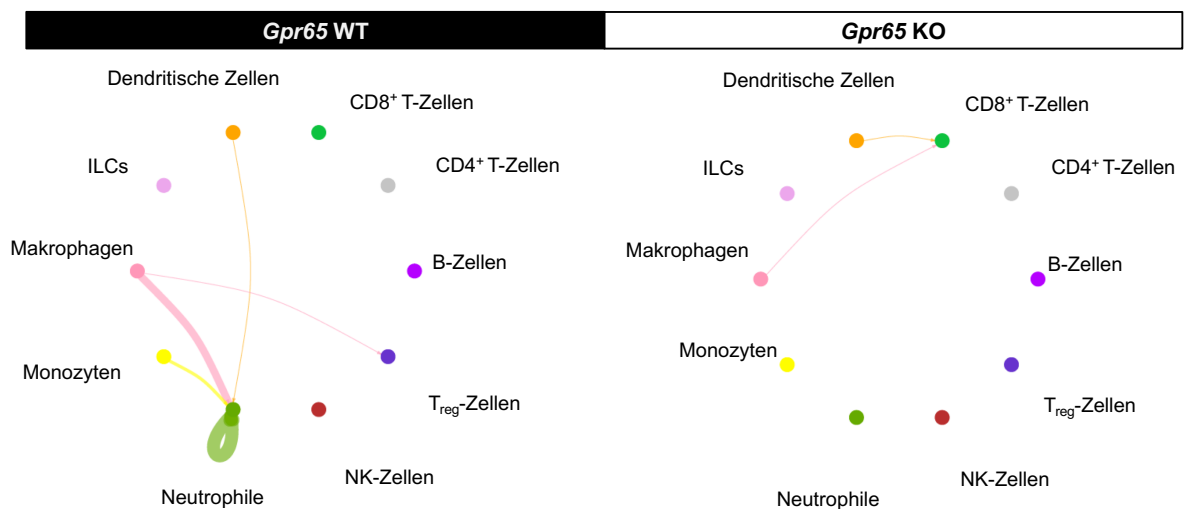 Gpr65 WT
Gpr65 KO
Dendritische Zellen
CD8⁺ T-Zellen
ILCs
CD4⁺ T-Zellen
Makrophagen
B-Zellen
Monozyten
Treg-Zellen
NK-Zellen
Neutrophile
Dendritische Zellen
CD8⁺ T-Zellen
ILCs
CD4⁺ T-Zellen
Makrophagen
B-Zellen
Monozyten
Treg-Zellen
NK-Zellen
Neutrophile